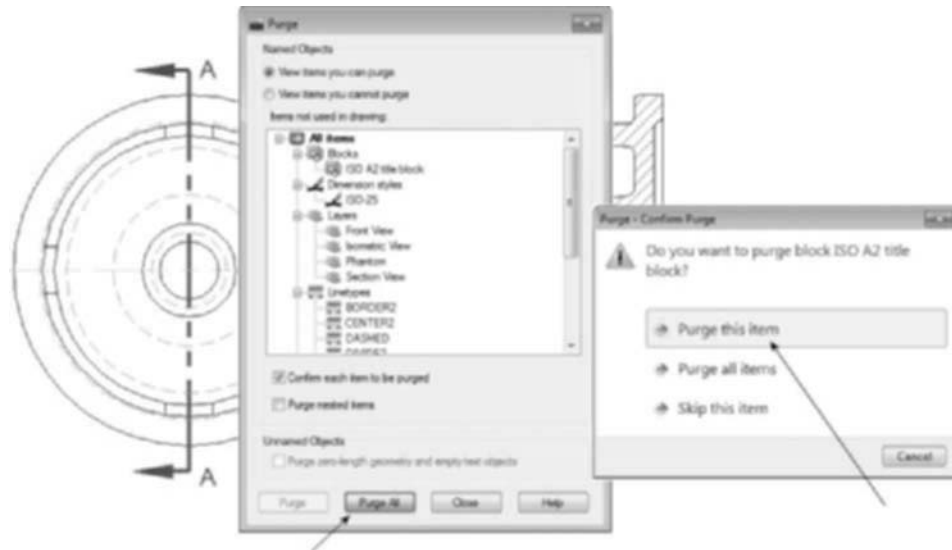 Purge
Named Objects
View items you can purge
View items you cannot purge
Items not used in drawing:
All items
Blocks
ISO A2 title block
Dimension styles
ISO-25
Layers
Front View
Isometric View
Phantom
Section View
Linetypes
BORDER2
CENTER2
DASHED
Confirm each item to be purged
Purge nested items
Unnamed Objects
Purge zero-length geometry and empty text objects
Purge
Purge All
Close
Help
Purge - Confirm Purge
Do you want to purge block ISO A2 title
block?
Purge this item
Purge all items
Skip this item
Cancel
A
A